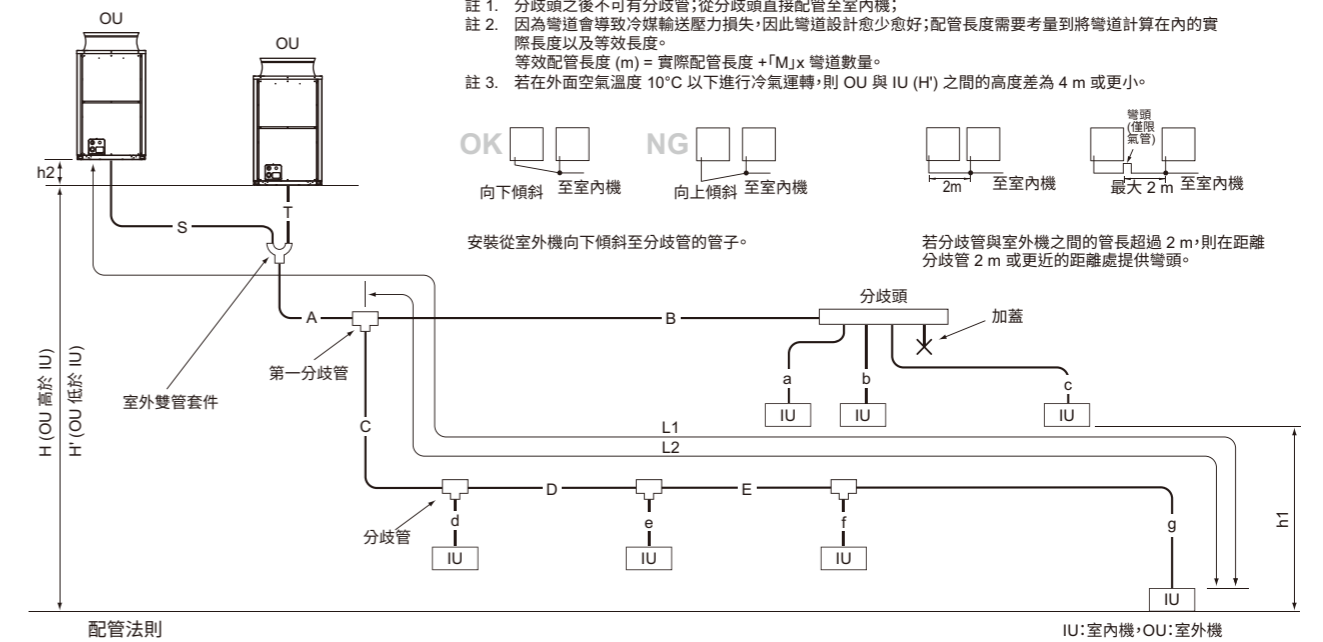 註 1. 分歧頭之後不可有分歧管;從分歧頭直接配管至室內機;
註 2. 因為彎道會導致冷媒輸送壓力損失,因此彎道設計愈少愈好;配管長度需要考量到將彎道計算在內的實
際長度以及等效長度。
等效配管長度 (m) = 實際配管長度 +「M」x 彎道數量。
註 3. 若在外面空氣溫度 10°C 以下進行冷氣運轉,則 OU 與 IU (H') 之間的高度差為 4 m 或更小。
OU
OU
h2
S
T
OK
向下傾斜
至室內機
NG
向上傾斜
至室內機
2m
至室內機
彎頭
(僅限
氣管)
最大 2 m
至室內機
安裝從室外機向下傾斜至分歧管的管子。
若分歧管與室外機之間的管長超過 2 m,則在距離
分歧管 2 m 或更近的距離處提供彎頭。
A
B
分歧頭
加蓋
第一分歧管
室外雙管套件
a
b
c
IU
IU
IU
H (OU 高於 IU)
H' (OU 低於 IU)
C
L1
L2
D
E
分歧管
d
e
f
g
h1
IU
IU
IU
IU
配管法則
IU:室內機,OU:室外機